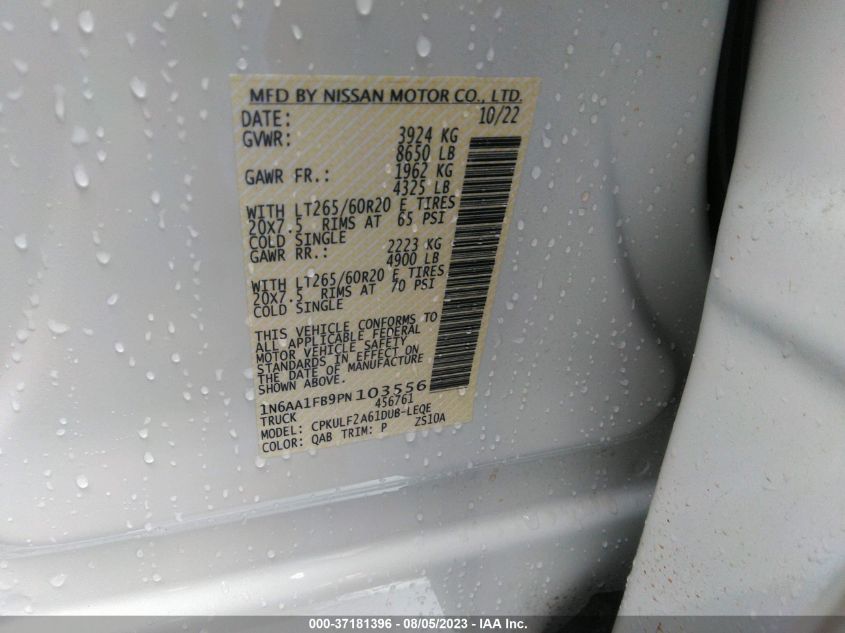 MFD BY NISSAN MOTOR CO., LTD.
DATE: 10/22
GVWR: 3924 KG
8650 LB
GAWR FR.: 1962 KG
4325 LB
WITH LT265/60R20 E TIRES
20X7.5 RIMS AT 65 PSI
COLD SINGLE
GAWR RR.: 2223 KG
4900 LB
WITH LT265/60R20 E TIRES
20X7.5 RIMS AT 70 PSI
COLD SINGLE
THIS VEHICLE CONFORMS TO
ALL APPLICABLE FEDERAL
MOTOR VEHICLE SAFETY
STANDARDS IN EFFECT ON
THE DATE OF MANUFACTURE
SHOWN ABOVE.
1N6AA1FB9PN103556
TRUCK 456761
MODEL: CPKULF2A61DUB-LEQE
COLOR: QAB TRIM: P ZS10A
000-37181396 - 08/05/2023 - IAA Inc.